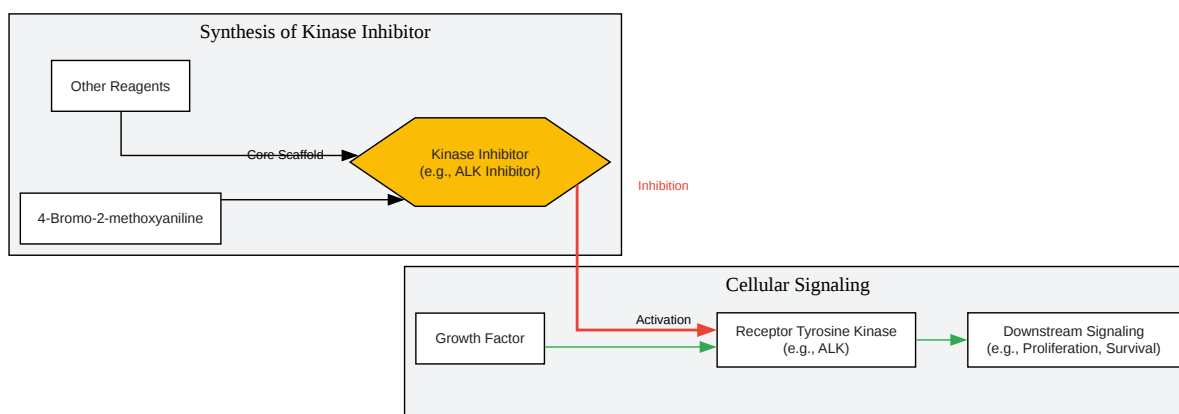 Synthesis of Kinase Inhibitor
Other Reagents
Core Scaffold
Kinase Inhibitor
(e.g., ALK Inhibitor)
4-Bromo-2-methoxyaniline
Inhibition
Cellular Signaling
Growth Factor
Activation
Receptor Tyrosine Kinase
(e.g., ALK)
Downstream Signaling
(e.g., Proliferation, Survival)